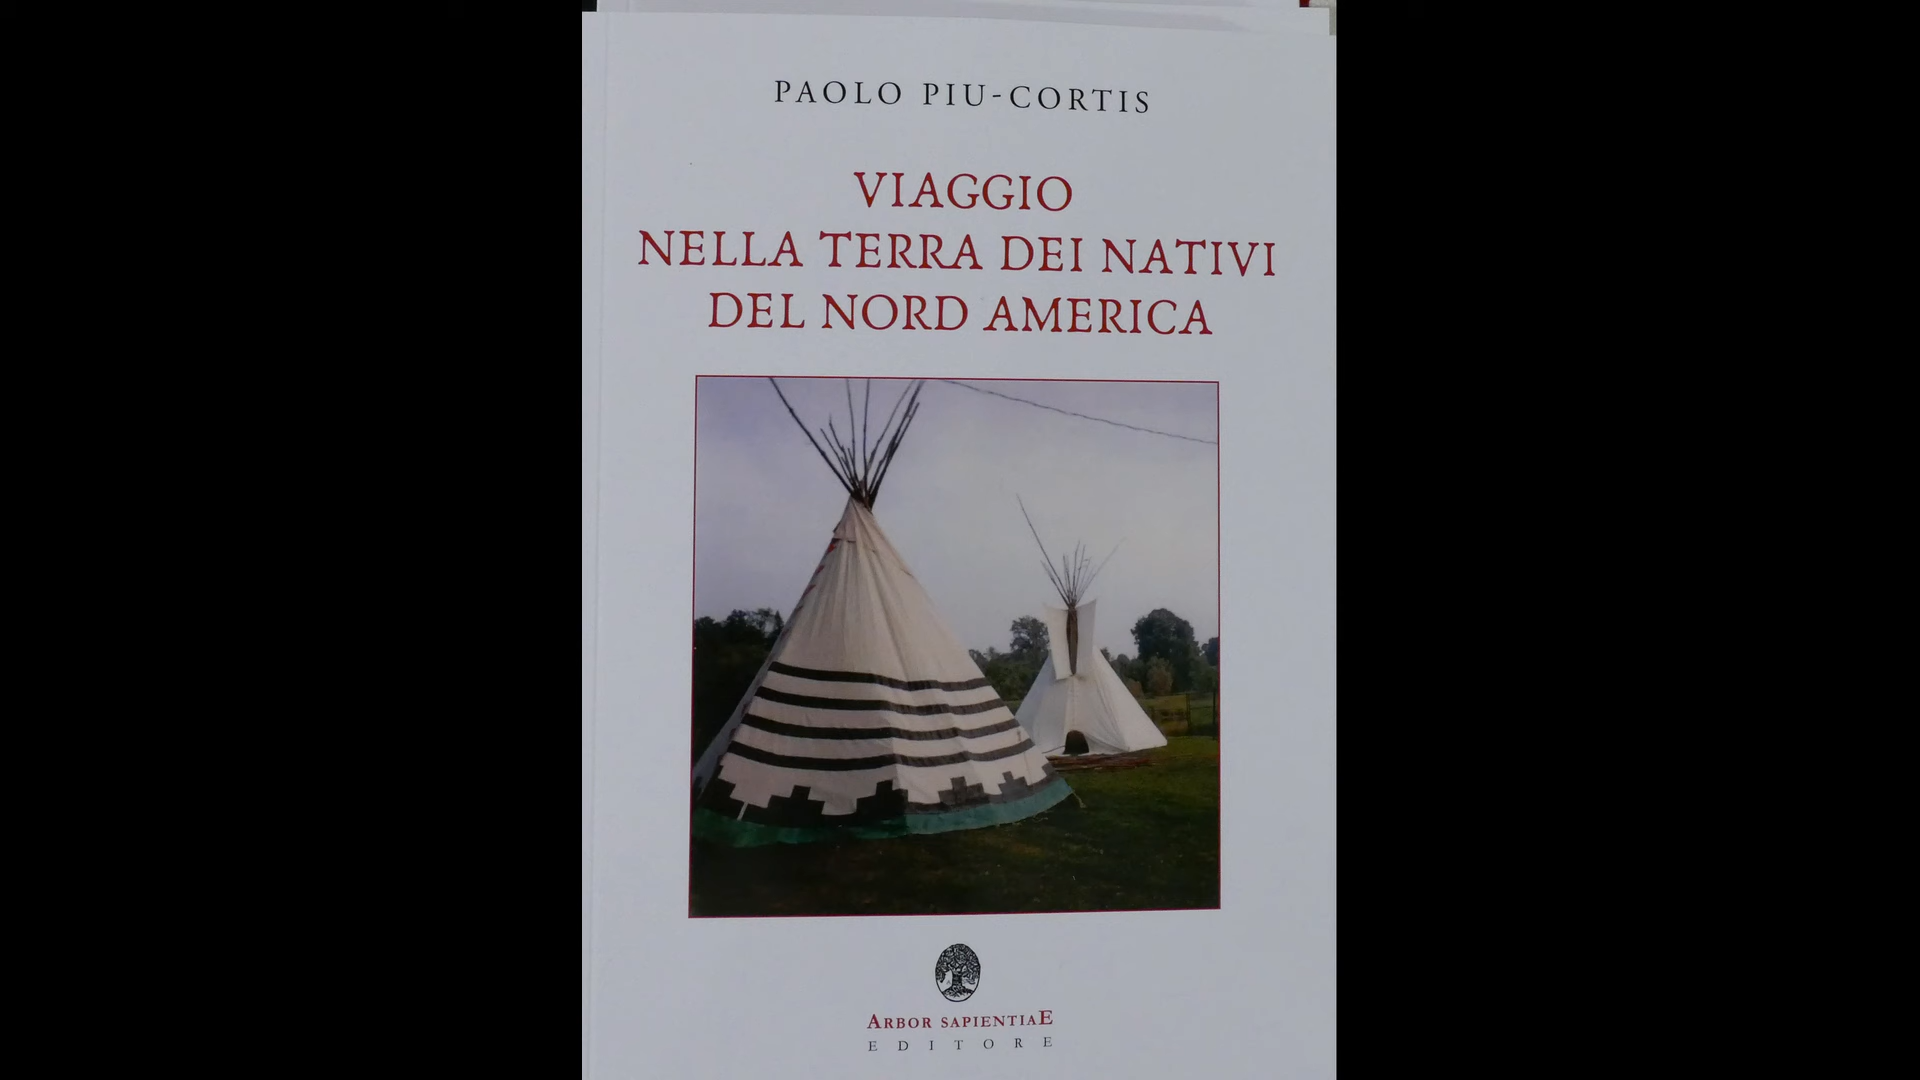 PAOLO PIU-CORTIS
VIAGGIO
NELLA TERRA DEI NATIVI
DEL NORD AMERICA
ARBOR SAPIENTIAE
EDITORE